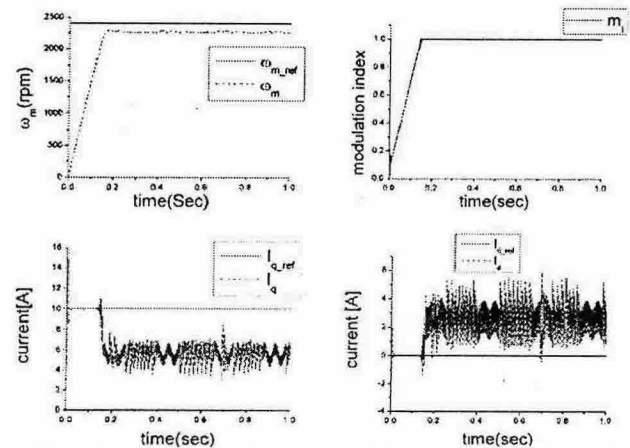 2500
2000
1500
1000
500
0
ω_m(rpm)
ω_m_ref
ω_m
0.0 0.2 0.4 0.6 0.8 1.0
time(Sec)
m_i
1.0
0.8
0.6
0.4
0.2
0.0
modulation index
0.0 0.2 0.4 0.6 0.8 1.0
time(Sec)
16
14
12
10
8
6
4
2
0
current[A]
I_q_ref
I_q
0.0 0.2 0.4 0.6 0.8 1.0
time(sec)
8
6
4
2
0
-2
-4
current [A]
I_d_ref
I_d
0.0 0.2 0.4 0.6 0.8 1.0
time(sec)